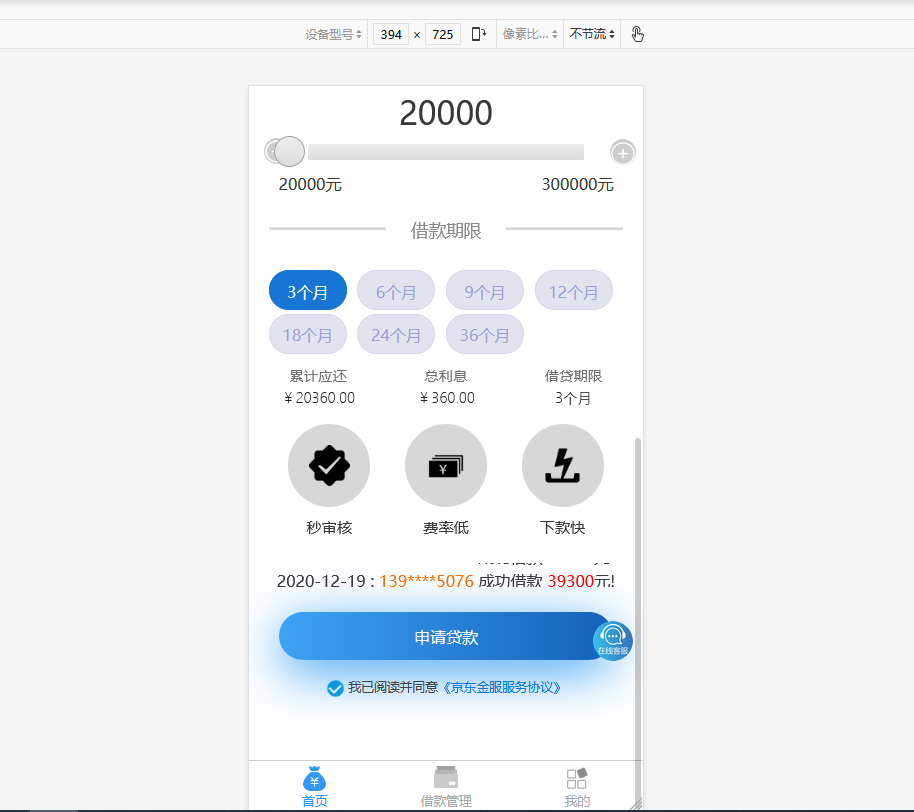 设备型号 394 × 725 像素比... 不节流
20000
20000元 300000元
借款期限
3个月 6个月 9个月 12个月
18个月 24个月 36个月
累计应还 总利息 借贷期限
¥ 20360.00 ¥ 360.00 3个月
秒审核 费率低 下款快
2020-12-19 : 139****5076 成功借款 39300元!
申请贷款
在线客服
我已阅读并同意《京东金服服务协议》
首页 借款管理 我的